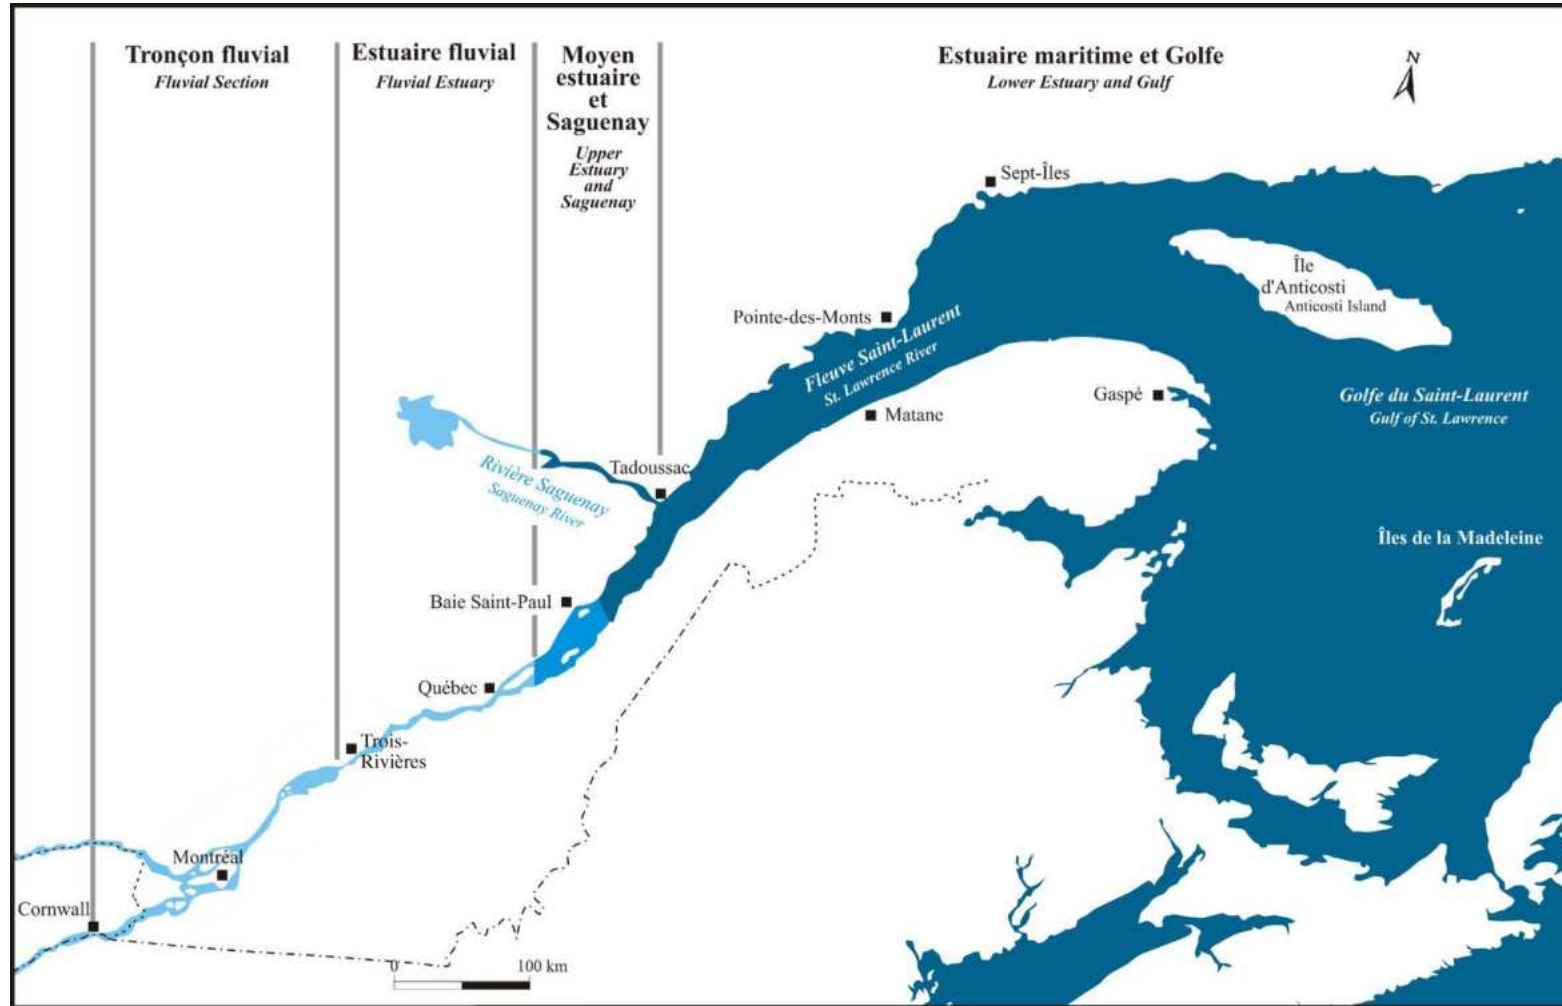 Tronçon fluvial
Fluvial Section
Estuaire fluvial
Fluvial Estuary
Moyen
estuaire
et
Saguenay
Upper
Estuary
and
Saguenay
Estuaire maritime et Golfe
Lower Estuary and Gulf
N
Sept-Îles
Île
d'Anticosti
Anticosti Island
Pointe-des-Monts
Fleuve Saint-Laurent
St. Lawrence River
Gaspé
Golfe du Saint-Laurent
Gulf of St. Lawrence
Matane
Tadoussac
Rivière Saguenay
Saguenay River
Îles de la Madeleine
Baie Saint-Paul
Québec
Trois-
Rivières
Montréal
Cornwall
0 100 km